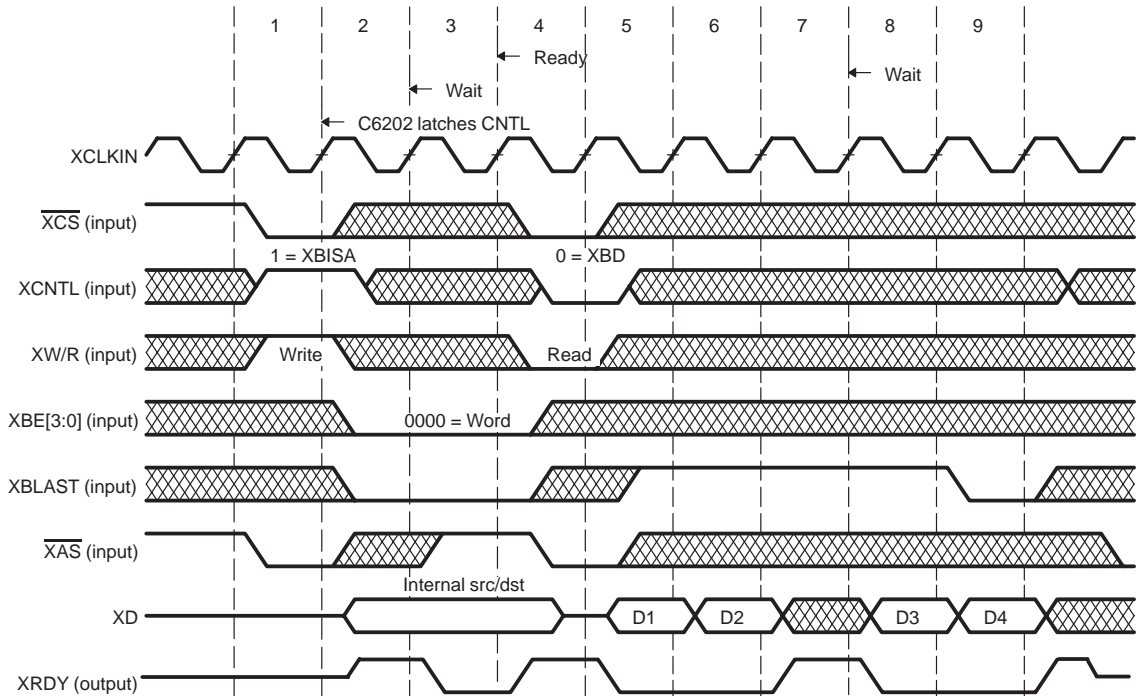 1 2 3 4 5 6 7 8 9
Ready
Wait
Wait
C6202 latches CNTL
XCLKIN
XCS (input)
1 = XBISA
0 = XBD
XCNTL (input)
XW/R (input)
Write
Read
XBE[3:0] (input)
0000 = Word
XBLAST (input)
XAS (input)
Internal src/dst
XD
D1
D2
D3
D4
XRDY (output)